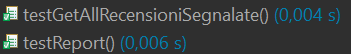 testGetAllRecensioniSegnalate() (0,004 s)
testReport() (0,006 s)